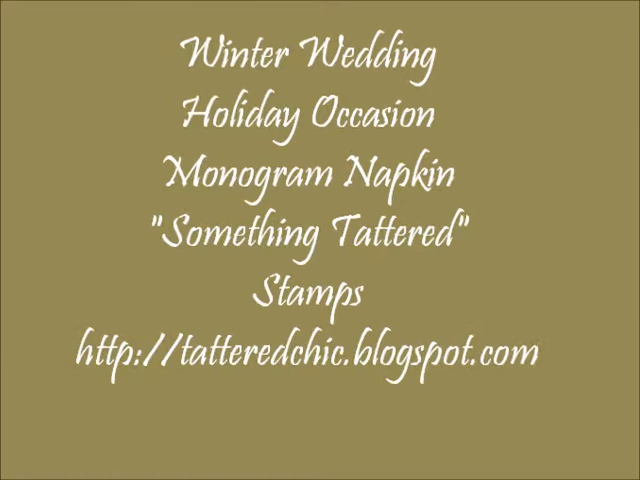 Winter Wedding
Holiday Occasion
Monogram Napkin
"Something Tattered"
Stamps
http://tatteredchic.blogspot.com